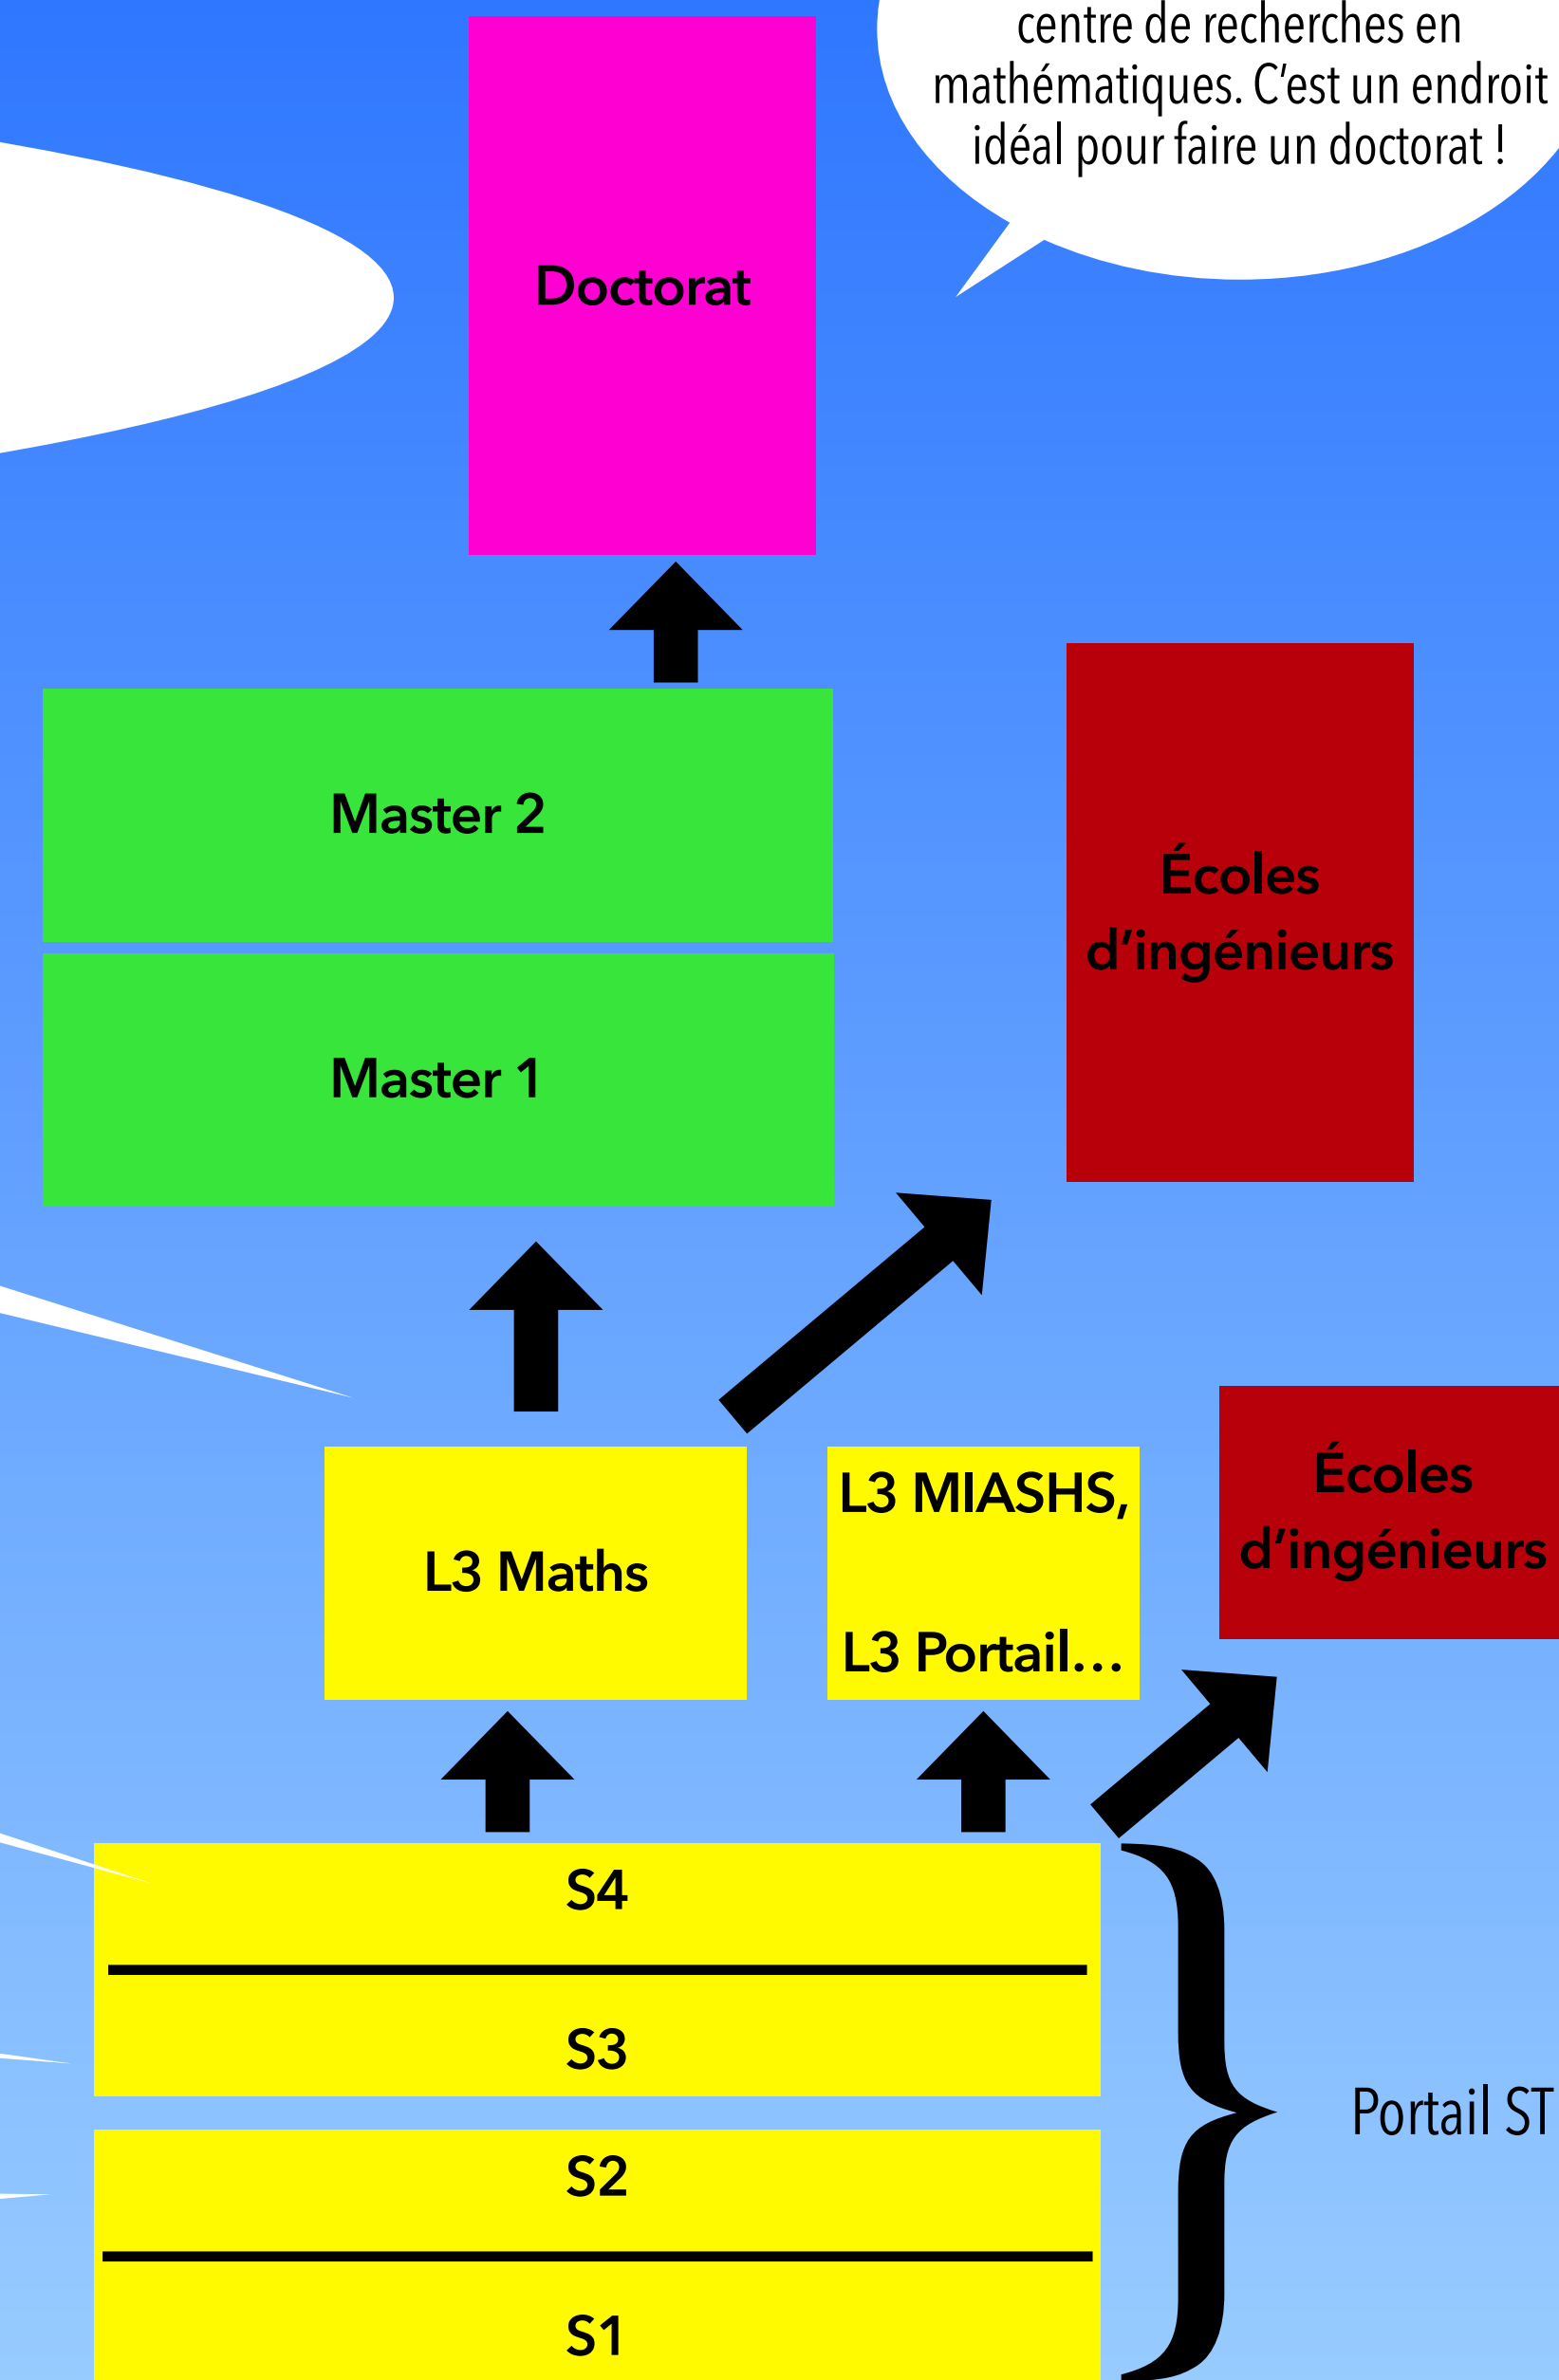 centre de recherches en
mathématiques. C’est un endroit
idéal pour faire un doctorat !
Doctorat
Master 2
Écoles
d’ingénieurs
Master 1
L3 Maths
L3 MIASHS,
L3 Portail…
Écoles
d’ingénieurs
S4
S3
Portail ST
S2
S1